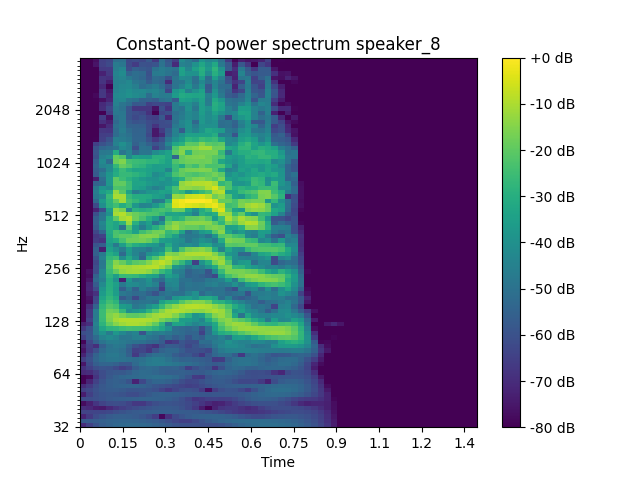 Constant-Q power spectrum speaker_8
Hz
2048
1024
512
256
128
64
32
0 0.15 0.3 0.45 0.6 0.75 0.9 1.1 1.2 1.4
Time
+0 dB
-10 dB
-20 dB
-30 dB
-40 dB
-50 dB
-60 dB
-70 dB
-80 dB